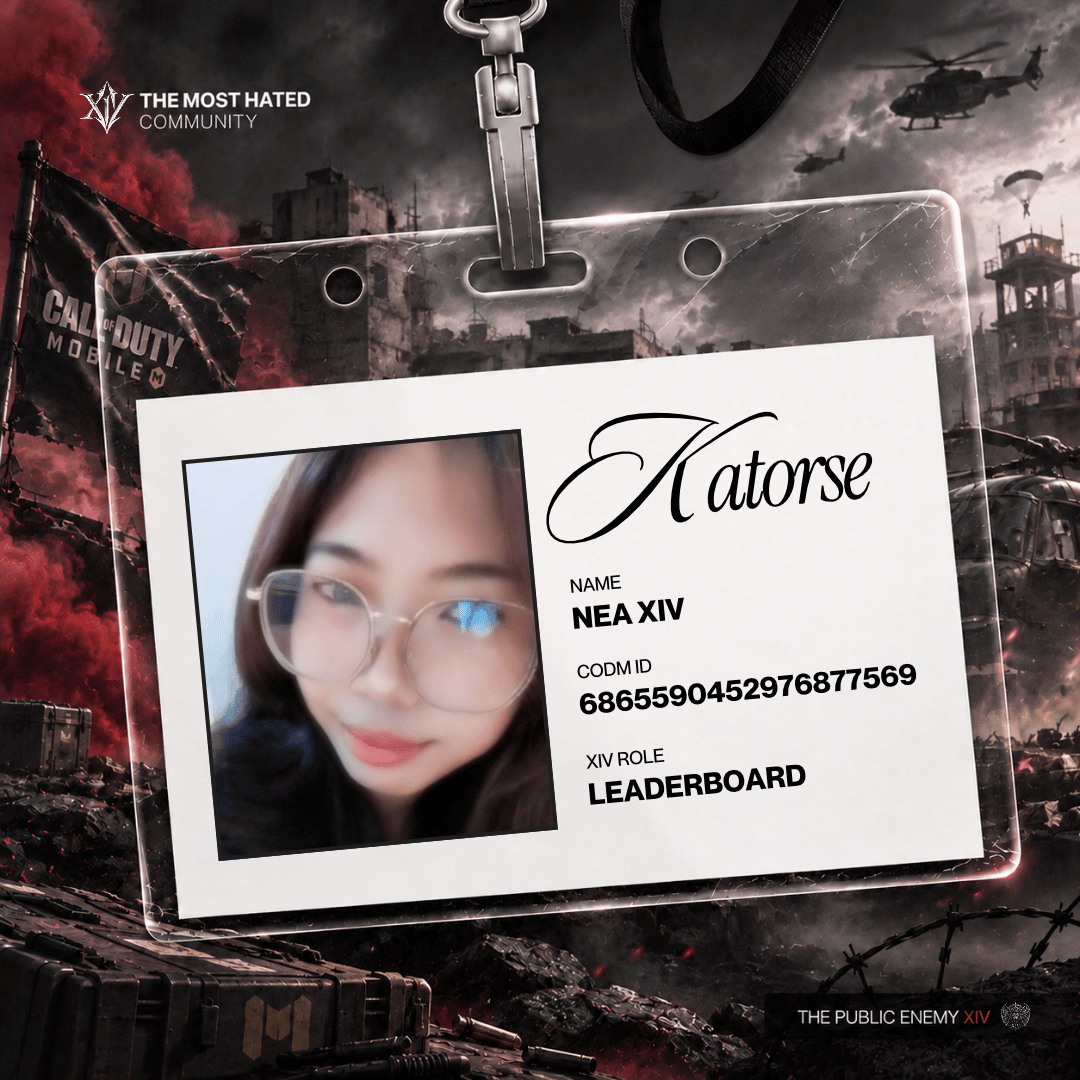 XIV
THE MOST HATED
COMMUNITY
CALL OF DUTY
MOBILE
Katorse
NAME
NEA XIV
CODM ID
6865590452976877569
XIV ROLE
LEADERBOARD
THE PUBLIC ENEMY XIV